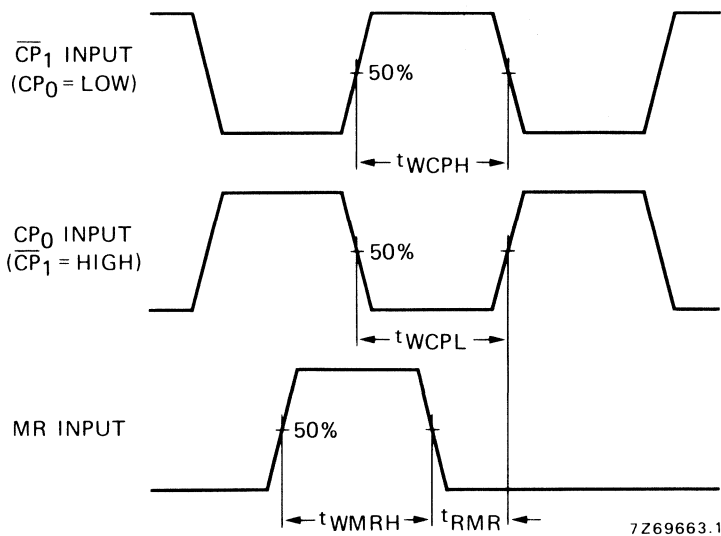 CP1 INPUT
(CP0 = LOW)
50%
tWCPH
CP0 INPUT
(CP1 = HIGH)
50%
tWCPL
MR INPUT
50%
tWMRH
tRMR
7Z69663.1